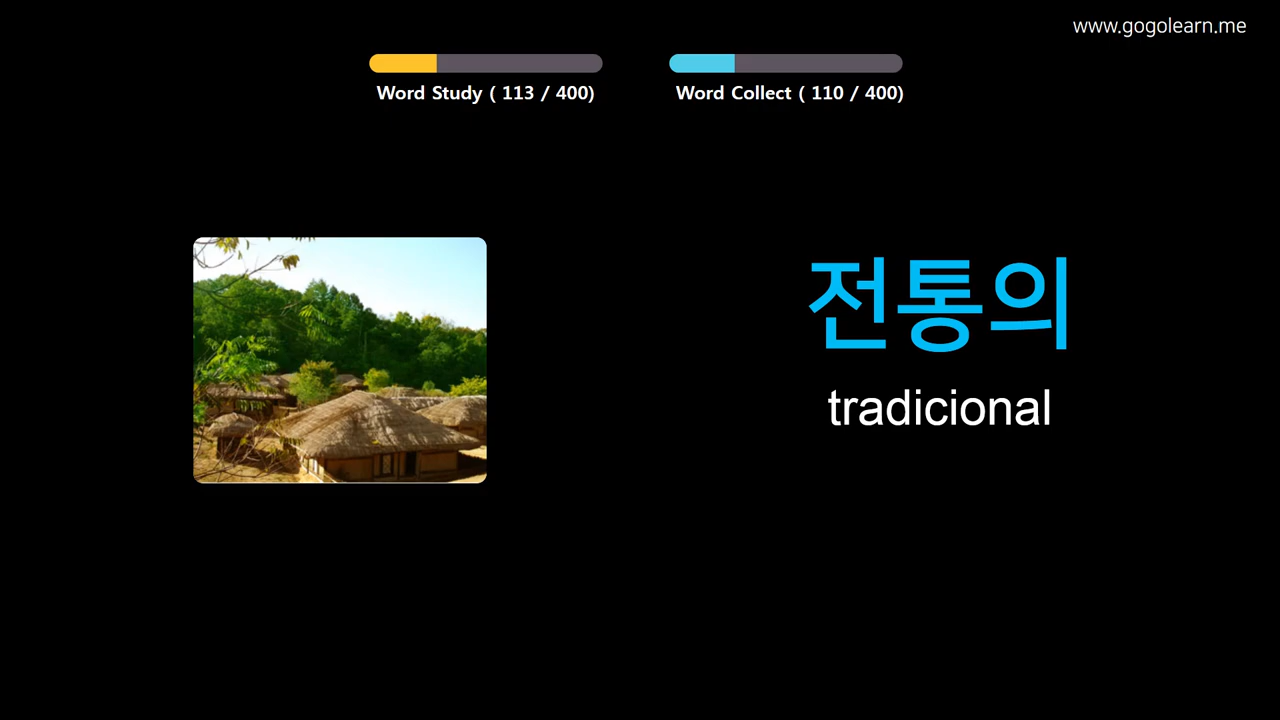 www.gogolearn.me
Word Study ( 113 / 400)
Word Collect ( 110 / 400)
전통의
tradicional